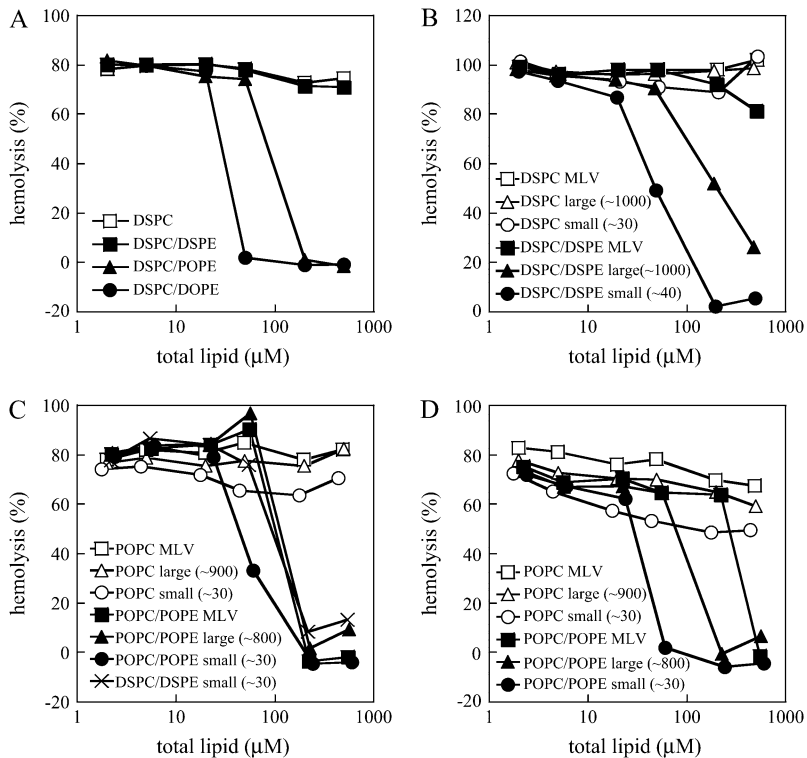 A
100
80
60
40
20
0
-20
hemolysis (%)
DSPC
DSPC/DSPE
DSPC/POPE
DSPC/DOPE
1 10 100 1000
total lipid (μM)
B
120
100
80
60
40
20
0
hemolysis (%)
DSPC MLV
DSPC large (~1000)
DSPC small (~30)
DSPC/DSPE MLV
DSPC/DSPE large(~1000)
DSPC/DSPE small (~40)
1 10 100 1000
total lipid (μM)
C
100
80
60
40
20
0
-20
hemolysis (%)
POPC MLV
POPC large (~900)
POPC small (~30)
POPC/POPE MLV
POPC/POPE large (~800)
POPC/POPE small (~30)
DSPC/DSPE small (~30)
1 10 100 1000
total lipid (μM)
D
100
80
60
40
20
0
-20
hemolysis (%)
POPC MLV
POPC large (~900)
POPC small (~30)
POPC/POPE MLV
POPC/POPE large (~800)
POPC/POPE small (~30)
1 10 100 1000
total lipid (μM)